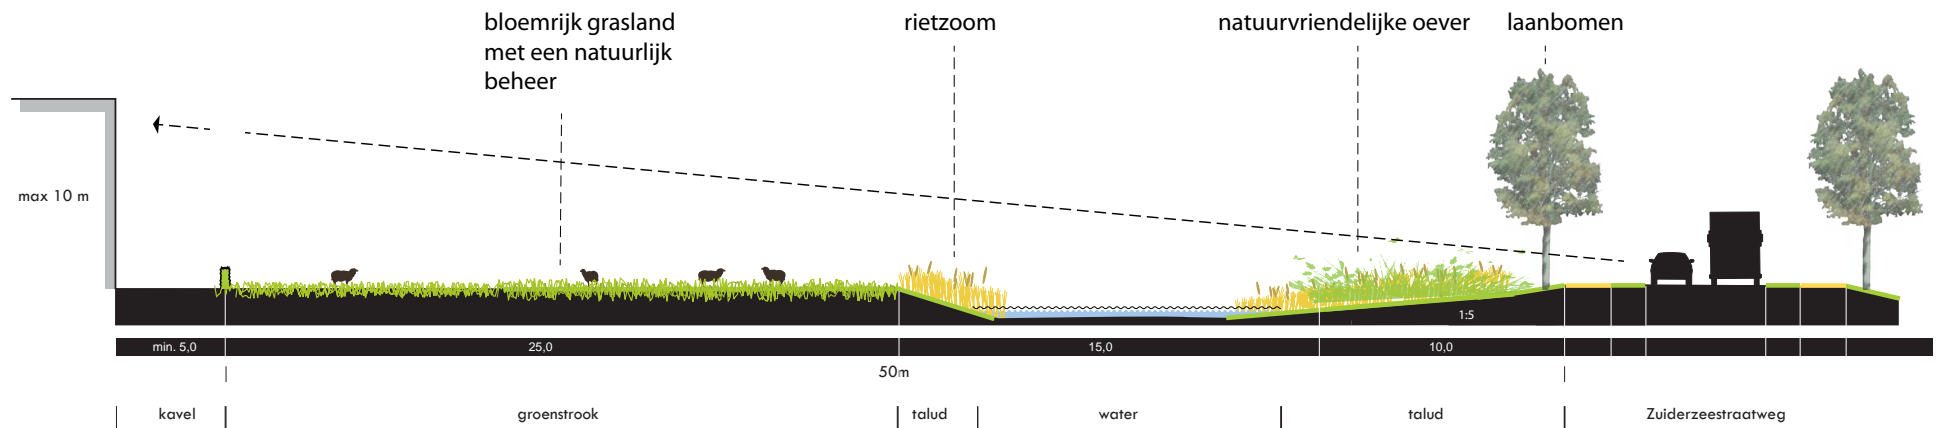 bloemrijk grasland
met een natuurlijk
beheer
rietzoom
natuurvriendelijke oever
laanbomen
max 10 m
1:5
min. 5,0
25,0
15,0
10,0
50m
kavel
groenstrook
talud
water
talud
Zuiderzeestraatweg